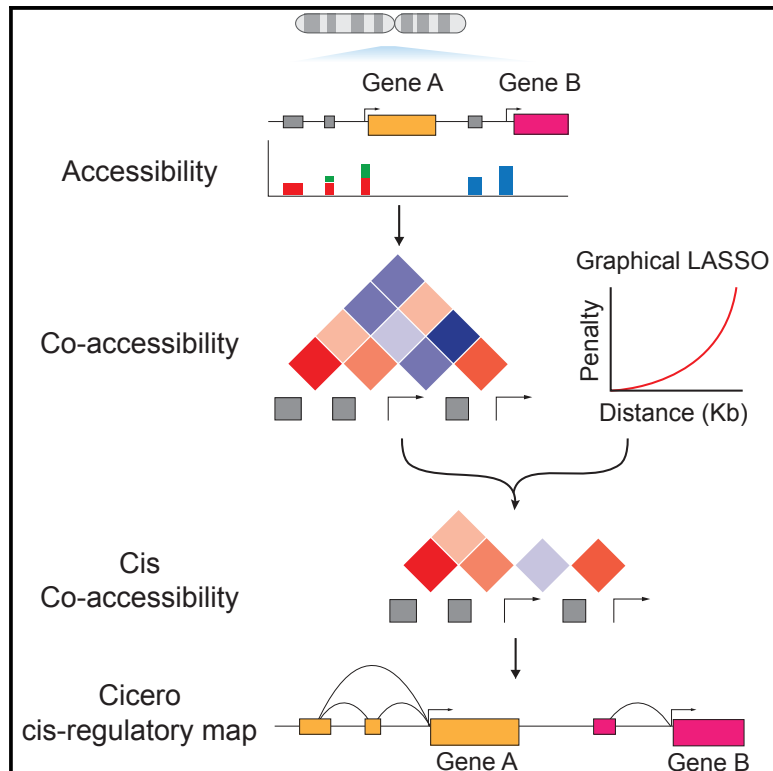 Gene A
Gene B
Accessibility
Graphical LASSO
Co-accessibility
Penalty
Distance (Kb)
Cis
Co-accessibility
Cicero
cis-regulatory map
Gene A
Gene B